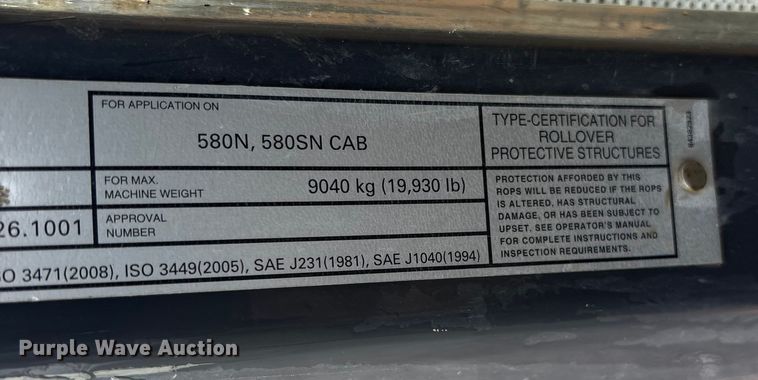 FOR APPLICATION ON
580N, 580SN CAB
FOR MAX.
MACHINE WEIGHT
9040 kg (19,930 lb)
26.1001
APPROVAL
NUMBER
SO 3471(2008), ISO 3449(2005), SAE J231(1981), SAE J1040(1994)
TYPE-CERTIFICATION FOR
ROLLOVER
PROTECTIVE STRUCTURES
PROTECTION AFFORDED BY THIS
ROPS WILL BE REDUCED IF THE ROPS
IS ALTERED, HAS STRUCTURAL
DAMAGE, OR HAS BEEN SUBJECT TO
UPSET. SEE OPERATOR'S MANUAL
FOR COMPLETE INSTRUCTIONS AND
INSPECTION REQUIREMENTS.
Purple Wave Auction